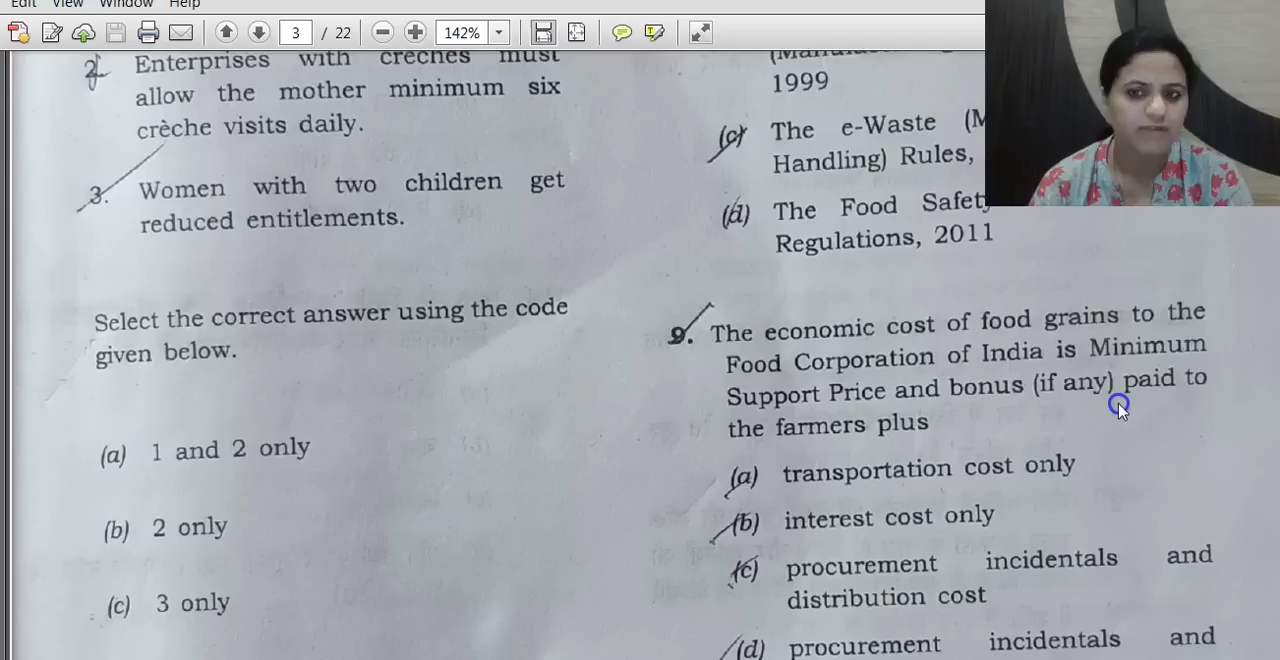 Edit View Window Help
3 / 22 142%
2. Enterprises with crèches must
allow the mother minimum six
crèche visits daily.
3. Women with two children get
reduced entitlements.
Select the correct answer using the code
given below.
(a) 1 and 2 only
(b) 2 only
(c) 3 only
1999
(c) The e-Waste (M
Handling) Rules,
(d) The Food Safety
Regulations, 2011
9. The economic cost of food grains to the
Food Corporation of India is Minimum
Support Price and bonus (if any) paid to
the farmers plus
(a) transportation cost only
(b) interest cost only
(c) procurement incidentals and
distribution cost
(d) procurement incidentals and